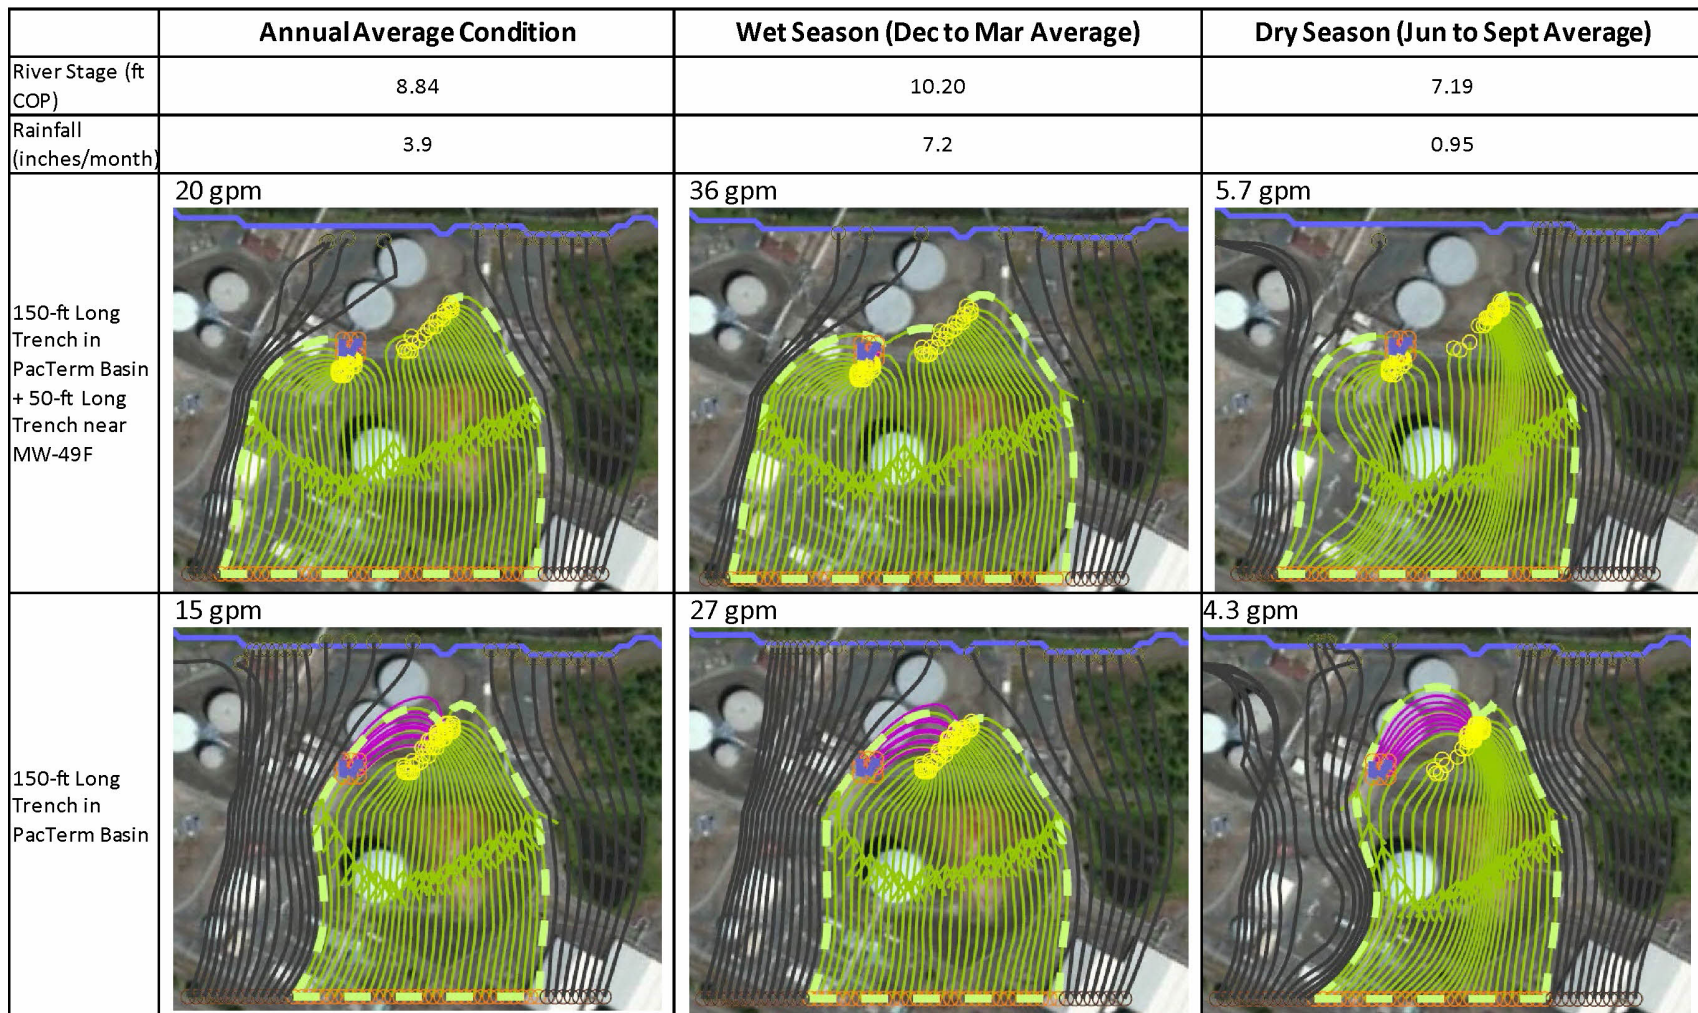 Annual Average Condition
Wet Season (Dec to Mar Average)
Dry Season (Jun to Sept Average)
River Stage (ft
COP)
8.84
10.20
7.19
Rainfall
(inches/month)
3.9
7.2
0.95
150-ft Long
Trench in
PacTerm Basin
+ 50-ft Long
Trench near
MW-49F
20 gpm
36 gpm
5.7 gpm
150-ft Long
Trench in
PacTerm Basin
15 gpm
27 gpm
4.3 gpm